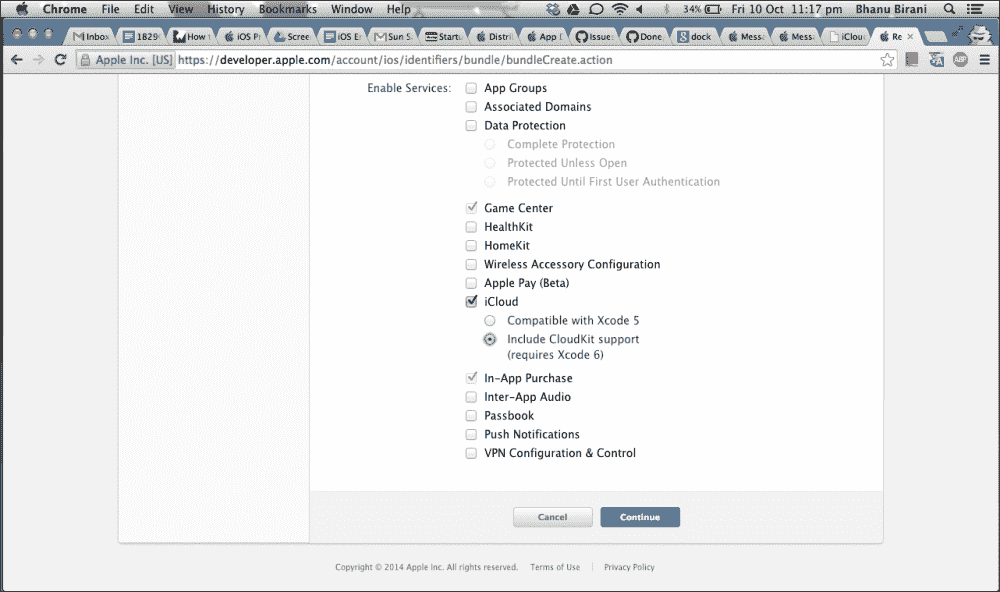 Chrome File Edit View History Bookmarks Window Help 34% Fri 10 Oct 11:17 pm Bhanu Birani
Inbox 1829 How iOS P Scree iOS E Sun S Start Distri App D Issue Done dock Messa Messa iClou Re
Apple Inc. [US] https://developer.apple.com/account/ios/identifiers/bundle/bundleCreate.action ABP
Enable Services: App Groups
Associated Domains
Data Protection
Complete Protection
Protected Unless Open
Protected Until First User Authentication
Game Center
HealthKit
HomeKit
Wireless Accessory Configuration
Apple Pay (Beta)
iCloud
Compatible with Xcode 5
Include CloudKit support
(requires Xcode 6)
In-App Purchase
Inter-App Audio
Passbook
Push Notifications
VPN Configuration & Control
Cancel Continue
Copyright © 2014 Apple Inc. All rights reserved. Terms of Use Privacy Policy